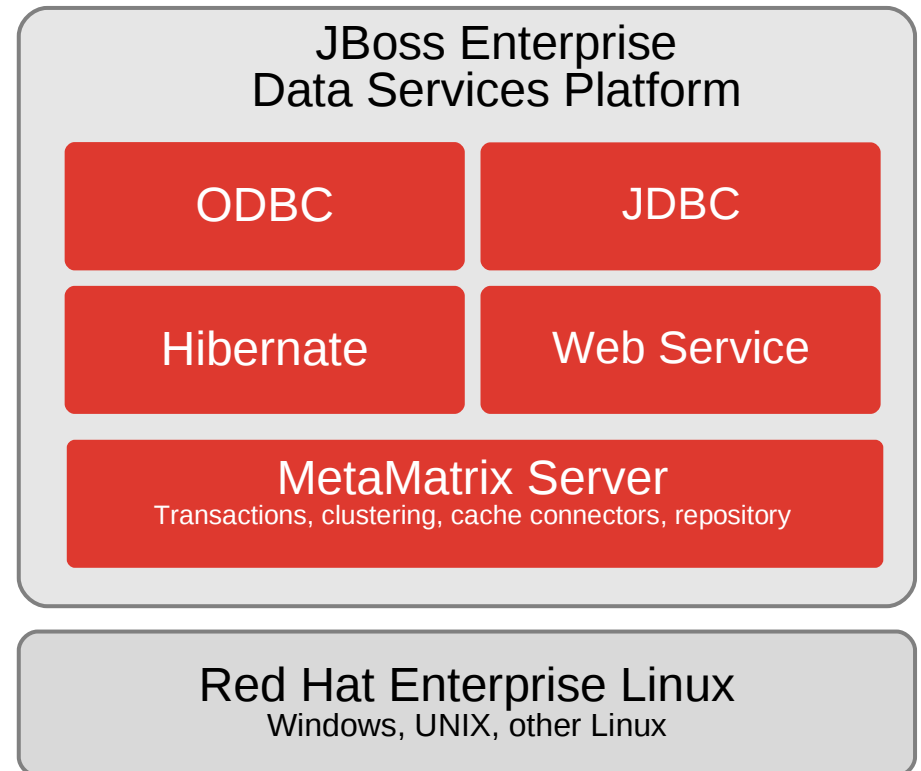 JBoss Enterprise
Data Services Platform
ODBC
JDBC
Hibernate
Web Service
MetaMatrix Server
Transactions, clustering, cache connectors, repository
Red Hat Enterprise Linux
Windows, UNIX, other Linux